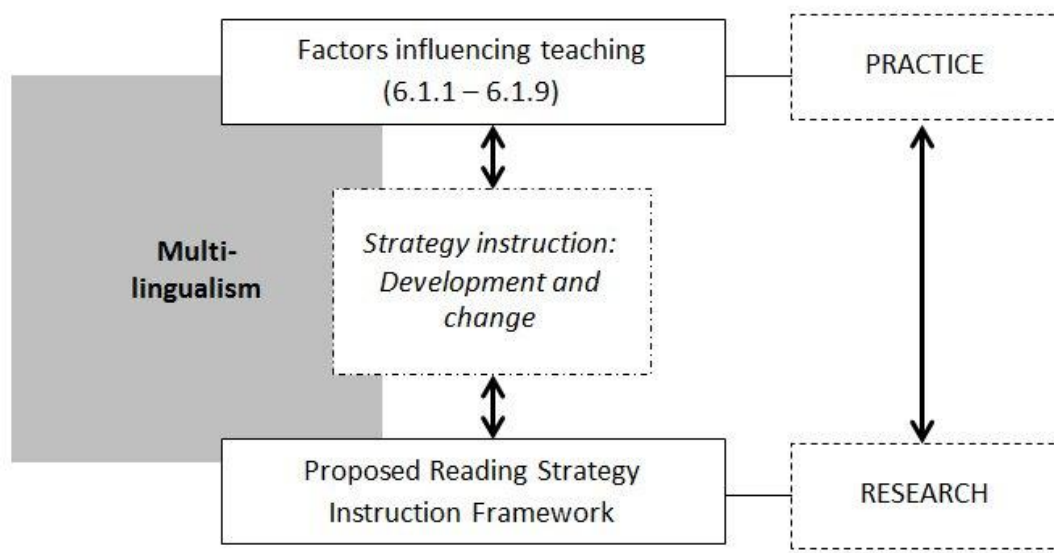 Factors influencing teaching
(6.1.1 – 6.1.9)
PRACTICE
Multi-
lingualism
Strategy instruction:
Development and
change
Proposed Reading Strategy
Instruction Framework
RESEARCH